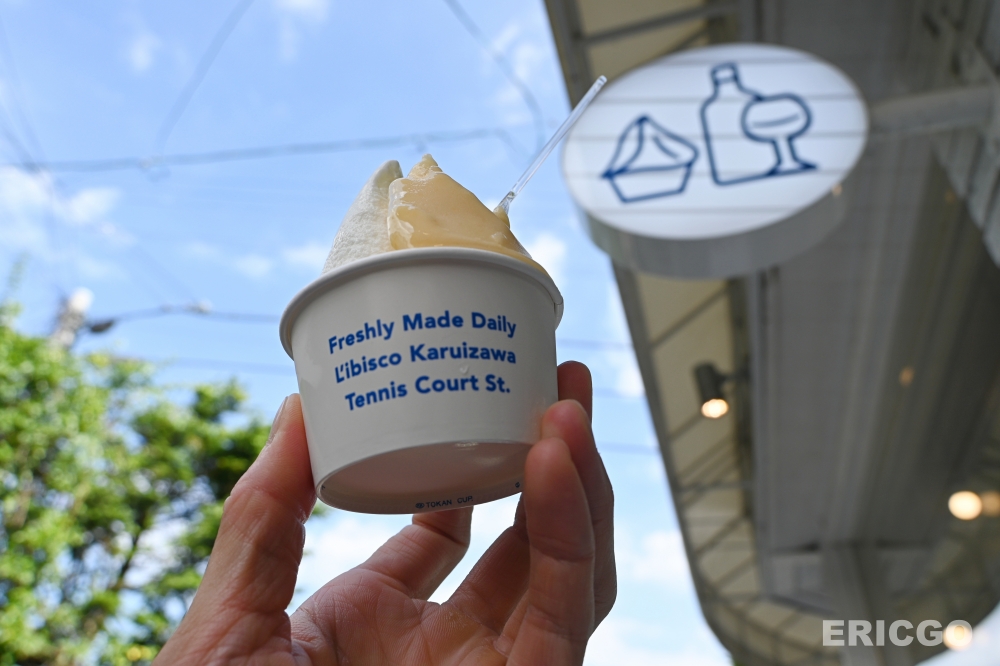 Freshly Made Daily
L'ibisco Karuizawa
Tennis Court St.
TOKAN CUP
ERICGO